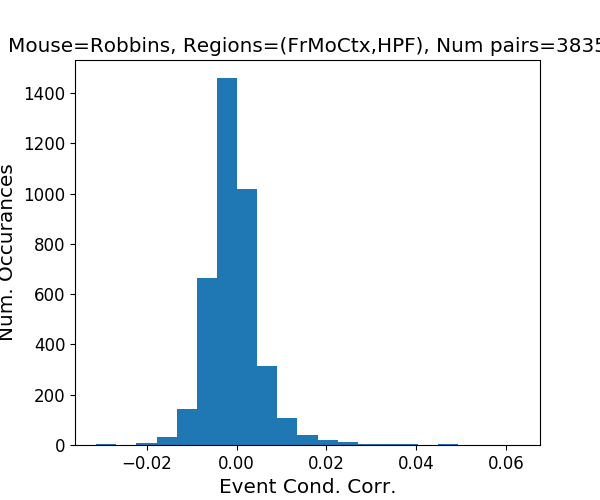 Mouse=Robbins, Regions=(FrMoCtx,HPF), Num pairs=3835
Num. Occurances
1400
1200
1000
800
600
400
200
0
−0.02 0.00 0.02 0.04 0.06
Event Cond. Corr.